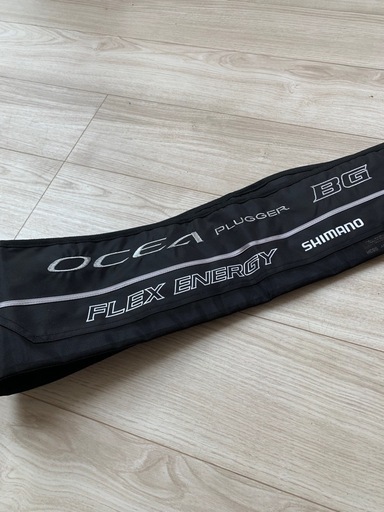 OCEA PLUGGER BG
FLEX ENERGY SHIMANO